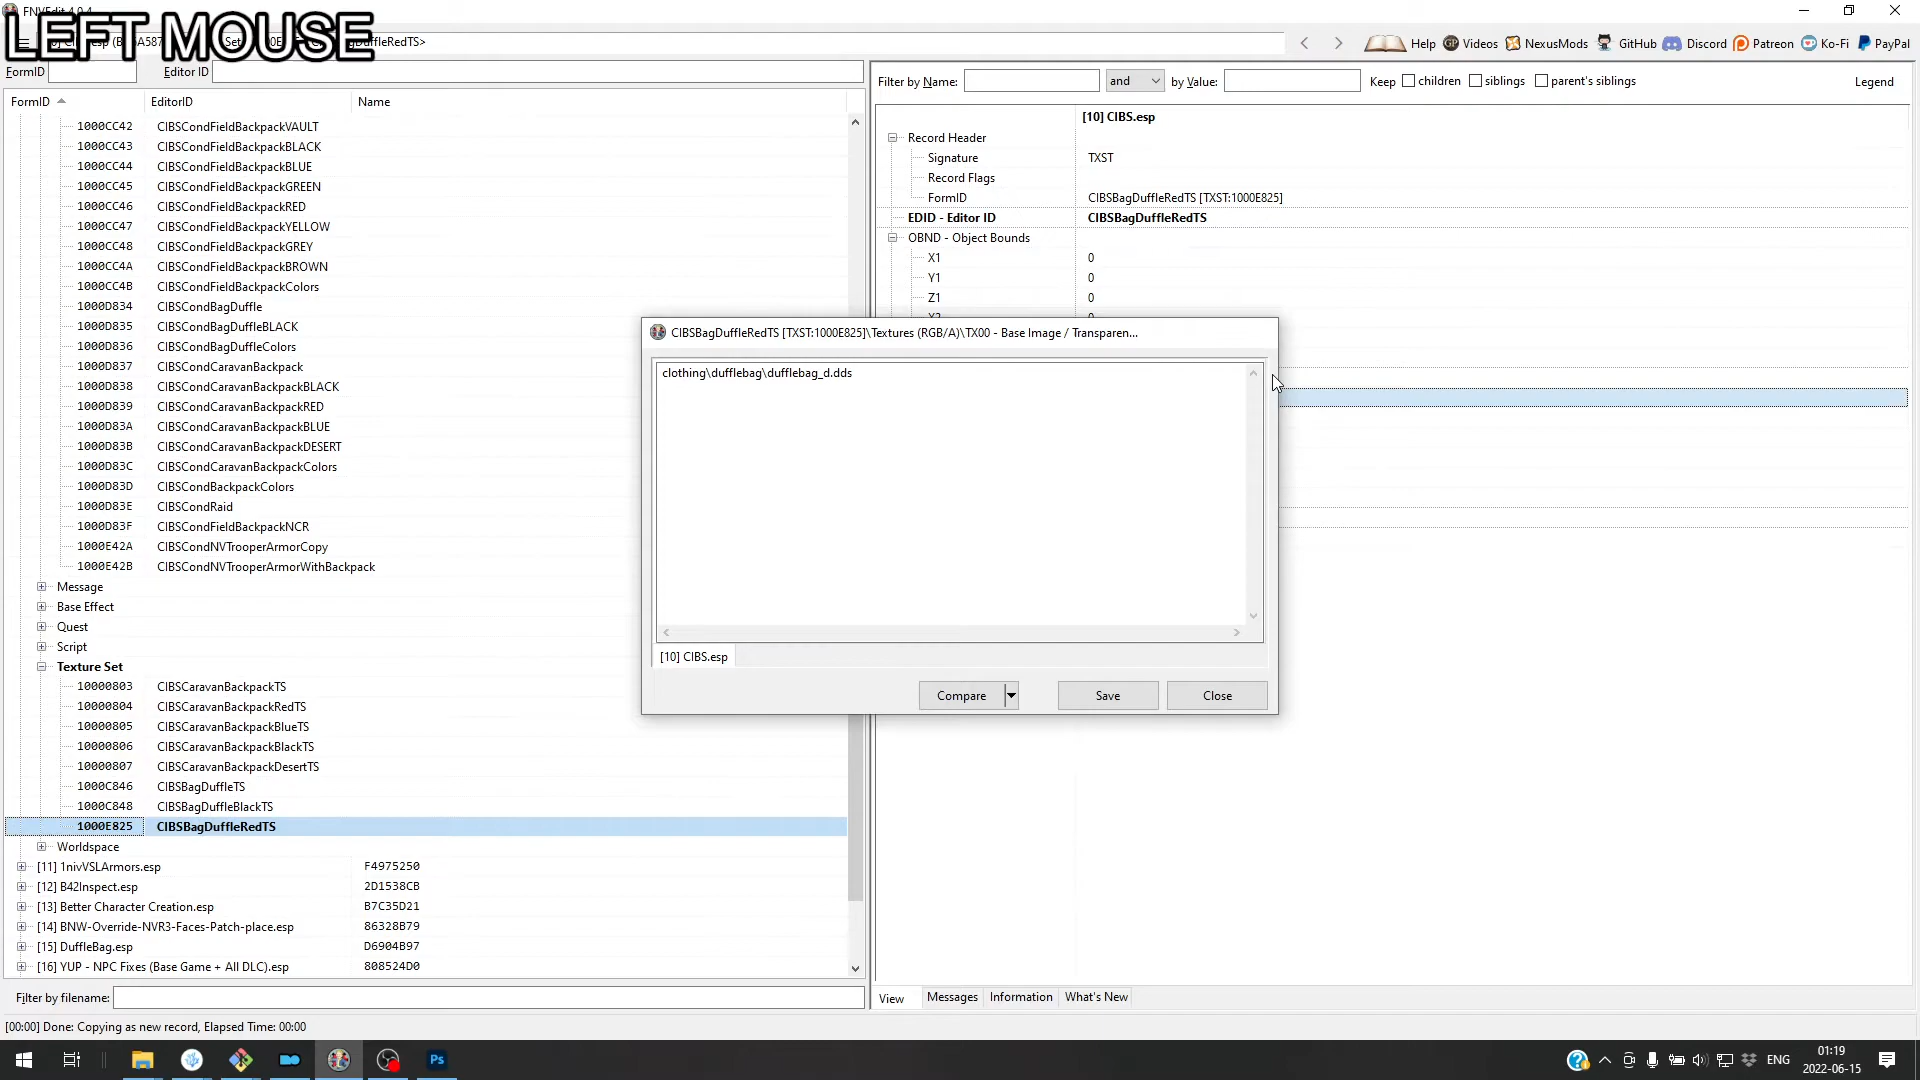 FNVEdit 4.0.4
LEFT MOUSE
Help
Videos
NexusMods
GitHub
Discord
Patreon
Ko-Fi
PayPal
FormID
Editor ID
Filter by Name:
and
by Value:
Keep
children
siblings
parent's siblings
Legend
FormID EditorID Name
1000CC42 CIBSCondFieldBackpackVAULT
1000CC43 CIBSCondFieldBackpackBLACK
1000CC44 CIBSCondFieldBackpackBLUE
1000CC45 CIBSCondFieldBackpackGREEN
1000CC46 CIBSCondFieldBackpackRED
1000CC47 CIBSCondFieldBackpackYELLOW
1000CC48 CIBSCondFieldBackpackGREY
1000CC4A CIBSCondFieldBackpackBROWN
1000CC4B CIBSCondFieldBackpackColors
1000D834 CIBSCondBagDuffle
1000D835 CIBSCondBagDuffleBLACK
1000D836 CIBSCondBagDuffleColors
1000D837 CIBSCondCaravanBackpack
1000D838 CIBSCondCaravanBackpackBLACK
1000D839 CIBSCondCaravanBackpackRED
1000D83A CIBSCondCaravanBackpackBLUE
1000D83B CIBSCondCaravanBackpackDESERT
1000D83C CIBSCondCaravanBackpackColors
1000D83D CIBSCondBackpackColors
1000D83E CIBSCondRaid
1000D83F CIBSCondFieldBackpackNCR
1000E42A CIBSCondNVTrooperArmorCopy
1000E42B CIBSCondNVTrooperArmorWithBackpack
Message
Base Effect
Quest
Script
Texture Set
10000803 CIBSCaravanBackpackTS
10000804 CIBSCaravanBackpackRedTS
10000805 CIBSCaravanBackpackBlueTS
10000806 CIBSCaravanBackpackBlackTS
10000807 CIBSCaravanBackpackDesertTS
1000C846 CIBSBagDuffleTS
1000C848 CIBSBagDuffleBlackTS
1000E825 CIBSBagDuffleRedTS
Worldspace
[11] 1nivVSLArmors.esp F4975250
[12] B42Inspect.esp 2D1538CB
[13] Better Character Creation.esp B7C35D21
[14] BNW-Override-NVR3-Faces-Patch-place.esp 86328B79
[15] DuffleBag.esp D6904B97
[16] YUP - NPC Fixes (Base Game + All DLC).esp 808524D0
Filter by filename:
[00:00] Done: Copying as new record, Elapsed Time: 00:00
[10] CIBS.esp
Record Header
Signature TXST
Record Flags
FormID CIBSBagDuffleRedTS [TXST:1000E825]
EDID - Editor ID CIBSBagDuffleRedTS
OBND - Object Bounds
X1 0
Y1 0
Z1 0
CIBSBagDuffleRedTS [TXST:1000E825]\Textures (RGB/A)\TX00 - Base Image / Transparen...
clothing\dufflebag\dufflebag_d.dds
[10] CIBS.esp
Compare
Save
Close
View
Messages
Information
What's New
ENG
01:19
2022-06-15